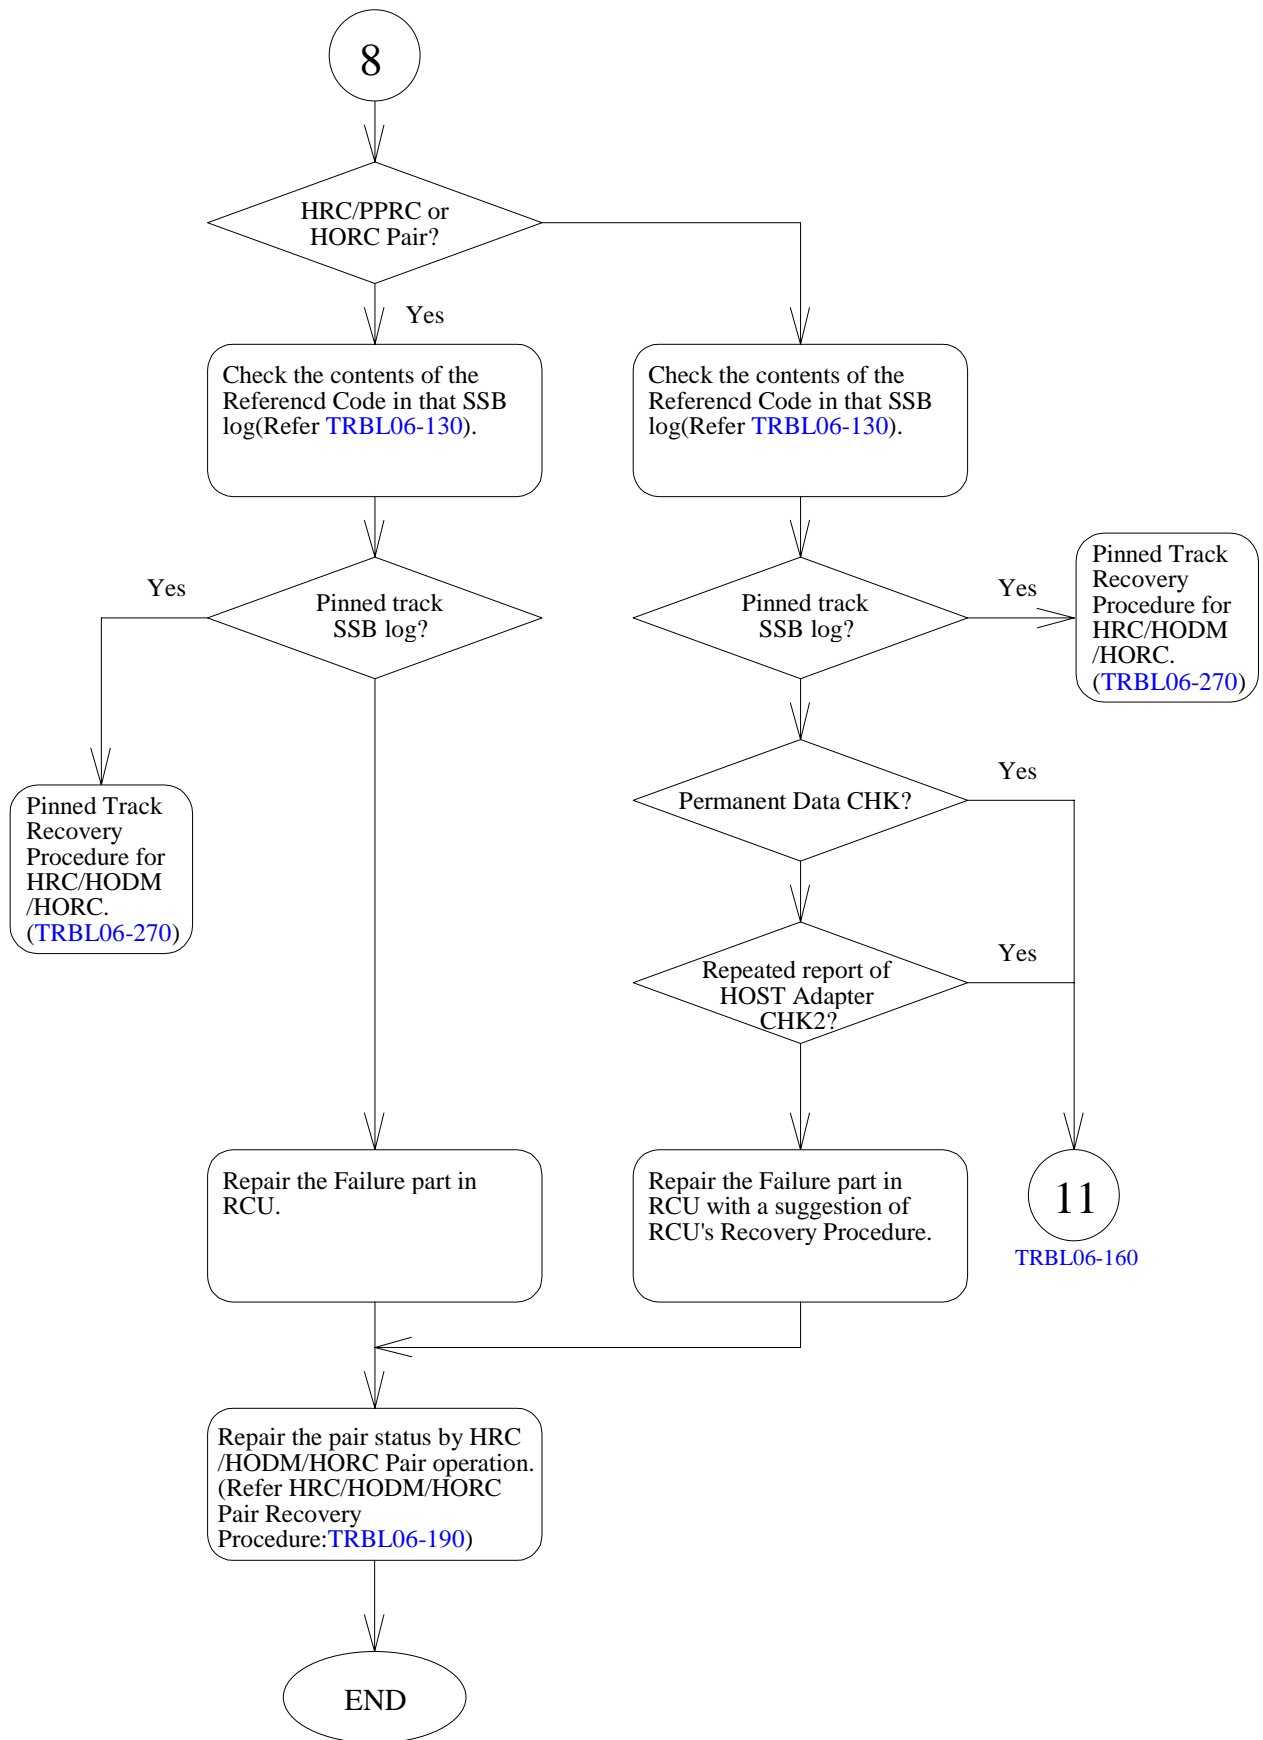 8
HRC/PPRC or
HORC Pair?
Yes
Check the contents of the
Referencd Code in that SSB
log(Refer TRBL06-130).
Check the contents of the
Referencd Code in that SSB
log(Refer TRBL06-130).
Yes
Pinned track
SSB log?
Pinned track
SSB log?
Yes
Pinned Track
Recovery
Procedure for
HRC/HODM
/HORC.
(TRBL06-270)
Permanent Data CHK?
Yes
Pinned Track
Recovery
Procedure for
HRC/HODM
/HORC.
(TRBL06-270)
Repeated report of
HOST Adapter
CHK2?
Yes
Repair the Failure part in
RCU.
Repair the Failure part in
RCU with a suggestion of
RCU's Recovery Procedure.
11
TRBL06-160
Repair the pair status by HRC
/HODM/HORC Pair operation.
(Refer HRC/HODM/HORC
Pair Recovery
Procedure:TRBL06-190)
END